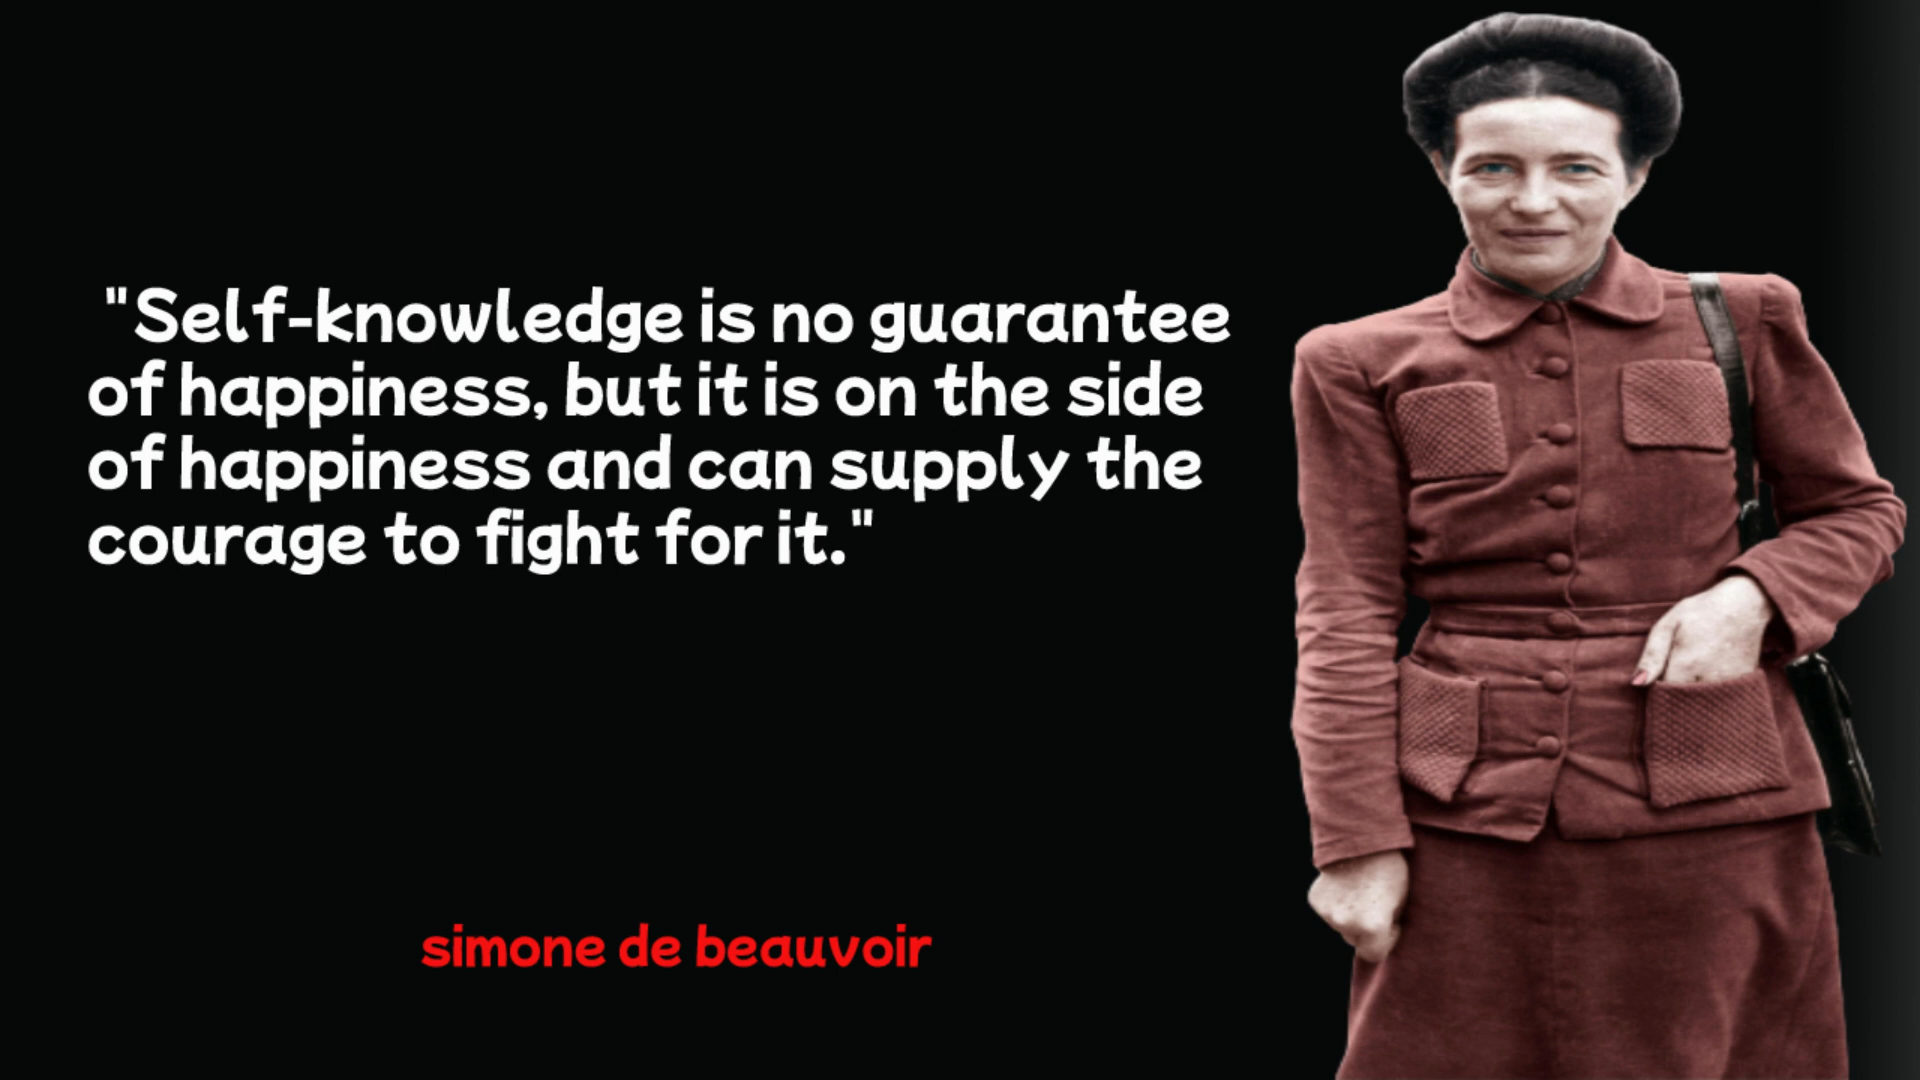 "Self-knowledge is no guarantee
of happiness, but it is on the side
of happiness and can supply the
courage to fight for it."
simone de beauvoir